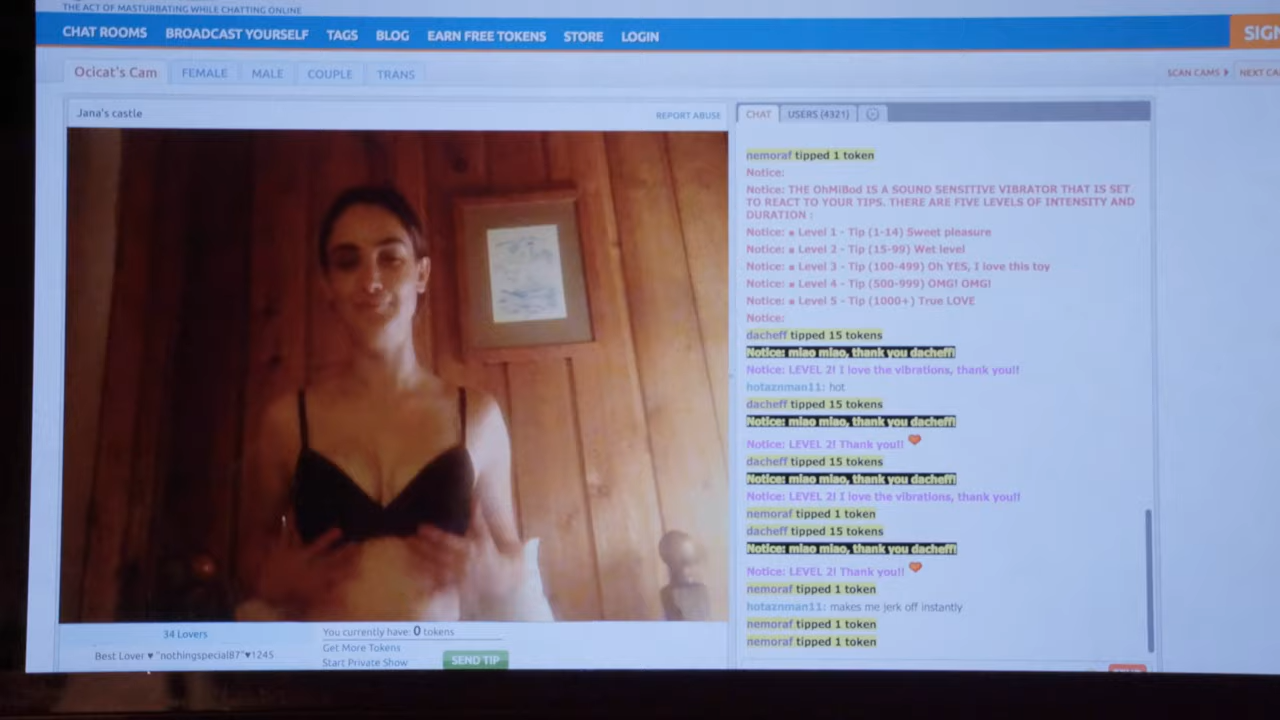 THE ACT OF MASTURBATING WHILE CHATTING ONLINE
CHAT ROOMS BROADCAST YOURSELF TAGS BLOG EARN FREE TOKENS STORE LOGIN
SIGN
Ocicat's Cam FEMALE MALE COUPLE TRANS
SCAN CAMS NEXT CA
Jana's castle
REPORT ABUSE
CHAT USERS (4321)
nemoraf tipped 1 token
Notice:
Notice: THE OhMiBod IS A SOUND SENSITIVE VIBRATOR THAT IS SET
TO REACT TO YOUR TIPS. THERE ARE FIVE LEVELS OF INTENSITY AND
DURATION :
Notice: ● Level 1 - Tip (1-14) Sweet pleasure
Notice: ● Level 2 - Tip (15-99) Wet level
Notice: ● Level 3 - Tip (100-499) Oh YES, I love this toy
Notice: ● Level 4 - Tip (500-999) OMG! OMG!
Notice: ● Level 5 - Tip (1000+) True LOVE
Notice:
dacheff tipped 15 tokens
Notice: miao miao, thank you dacheff!
Notice: LEVEL 2! I love the vibrations, thank you!!
hotaznman11: hot
dacheff tipped 15 tokens
Notice: miao miao, thank you dacheff!
Notice: LEVEL 2! Thank you!!
dacheff tipped 15 tokens
Notice: miao miao, thank you dacheff!
Notice: LEVEL 2! I love the vibrations, thank you!!
nemoraf tipped 1 token
dacheff tipped 15 tokens
Notice: miao miao, thank you dacheff!
Notice: LEVEL 2! Thank you!!
nemoraf tipped 1 token
hotaznman11: makes me jerk off instantly
nemoraf tipped 1 token
nemoraf tipped 1 token
34 Lovers
Best Lover ♥ "nothingspecial87"♥1245
You currently have: 0 tokens
Get More Tokens
Start Private Show
SEND TIP